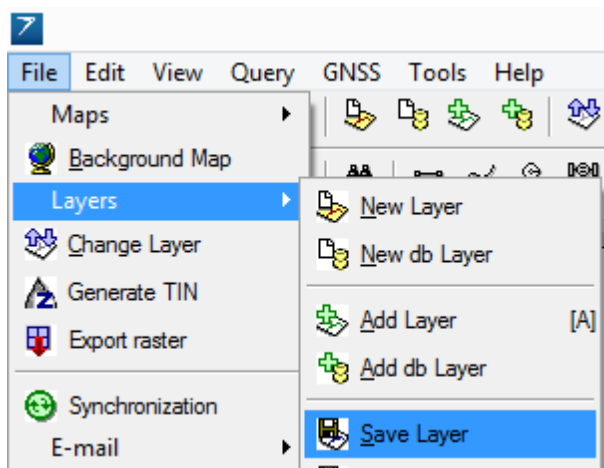 File Edit View Query GNSS Tools Help
Maps
Background Map
Layers
Change Layer
Generate TIN
Export raster
Synchronization
E-mail
New Layer
New db Layer
Add Layer [A]
Add db Layer
Save Layer